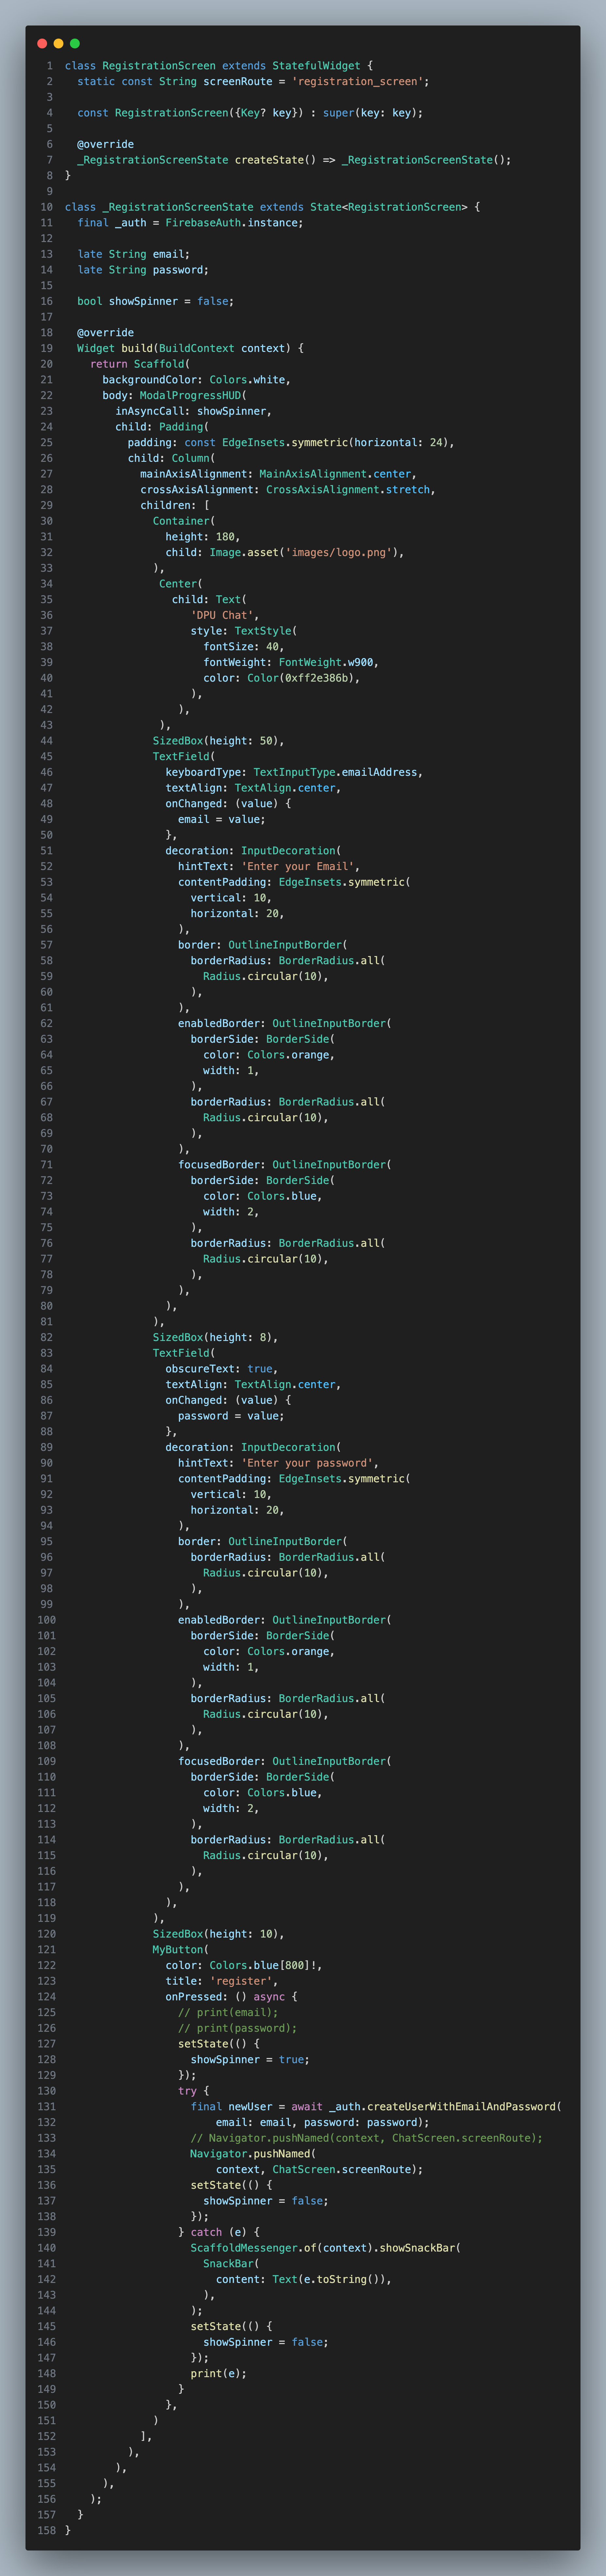 1 class RegistrationScreen extends StatefulWidget {
2   static const String screenRoute = 'registration_screen';
3
4   const RegistrationScreen({Key? key}) : super(key: key);
5
6   @override
7   _RegistrationScreenState createState() => _RegistrationScreenState();
8 }
9
10 class _RegistrationScreenState extends State<RegistrationScreen> {
11   final _auth = FirebaseAuth.instance;
12
13   late String email;
14   late String password;
15
16   bool showSpinner = false;
17
18   @override
19   Widget build(BuildContext context) {
20     return Scaffold(
21       backgroundColor: Colors.white,
22       body: ModalProgressHUD(
23         inAsyncCall: showSpinner,
24         child: Padding(
25           padding: const EdgeInsets.symmetric(horizontal: 24),
26           child: Column(
27             mainAxisAlignment: MainAxisAlignment.center,
28             crossAxisAlignment: CrossAxisAlignment.stretch,
29             children: [
30               Container(
31                 height: 180,
32                 child: Image.asset('images/logo.png'),
33               ),
34                Center(
35                  child: Text(
36                     'DPU Chat',
37                     style: TextStyle(
38                       fontSize: 40,
39                       fontWeight: FontWeight.w900,
40                       color: Color(0xff2e386b),
41                     ),
42                   ),
43                ),
44               SizedBox(height: 50),
45               TextField(
46                 keyboardType: TextInputType.emailAddress,
47                 textAlign: TextAlign.center,
48                 onChanged: (value) {
49                   email = value;
50                 },
51                 decoration: InputDecoration(
52                   hintText: 'Enter your Email',
53                   contentPadding: EdgeInsets.symmetric(
54                     vertical: 10,
55                     horizontal: 20,
56                   ),
57                   border: OutlineInputBorder(
58                     borderRadius: BorderRadius.all(
59                       Radius.circular(10),
60                     ),
61                   ),
62                   enabledBorder: OutlineInputBorder(
63                     borderSide: BorderSide(
64                       color: Colors.orange,
65                       width: 1,
66                     ),
67                     borderRadius: BorderRadius.all(
68                       Radius.circular(10),
69                     ),
70                   ),
71                   focusedBorder: OutlineInputBorder(
72                     borderSide: BorderSide(
73                       color: Colors.blue,
74                       width: 2,
75                     ),
76                     borderRadius: BorderRadius.all(
77                       Radius.circular(10),
78                     ),
79                   ),
80                 ),
81               ),
82               SizedBox(height: 8),
83               TextField(
84                 obscureText: true,
85                 textAlign: TextAlign.center,
86                 onChanged: (value) {
87                   password = value;
88                 },
89                 decoration: InputDecoration(
90                   hintText: 'Enter your password',
91                   contentPadding: EdgeInsets.symmetric(
92                     vertical: 10,
93                     horizontal: 20,
94                   ),
95                   border: OutlineInputBorder(
96                     borderRadius: BorderRadius.all(
97                       Radius.circular(10),
98                     ),
99                   ),
100                   enabledBorder: OutlineInputBorder(
101                     borderSide: BorderSide(
102                       color: Colors.orange,
103                       width: 1,
104                     ),
105                     borderRadius: BorderRadius.all(
106                       Radius.circular(10),
107                     ),
108                   ),
109                   focusedBorder: OutlineInputBorder(
110                     borderSide: BorderSide(
111                       color: Colors.blue,
112                       width: 2,
113                     ),
114                     borderRadius: BorderRadius.all(
115                       Radius.circular(10),
116                     ),
117                   ),
118                 ),
119               ),
120               SizedBox(height: 10),
121               MyButton(
122                 color: Colors.blue[800]!,
123                 title: 'register',
124                 onPressed: () async {
125                   // print(email);
126                   // print(password);
127                   setState(() {
128                     showSpinner = true;
129                   });
130                   try {
131                     final newUser = await _auth.createUserWithEmailAndPassword(
132                         email: email, password: password);
133                     // Navigator.pushNamed(context, ChatScreen.screenRoute);
134                     Navigator.pushNamed(
135                         context, ChatScreen.screenRoute);
136                     setState(() {
137                       showSpinner = false;
138                     });
139                   } catch (e) {
140                     ScaffoldMessenger.of(context).showSnackBar(
141                       SnackBar(
142                         content: Text(e.toString()),
143                       ),
144                     );
145                     setState(() {
146                       showSpinner = false;
147                     });
148                     print(e);
149                   }
150                 },
151               )
152             ],
153           ),
154         ),
155       ),
156     );
157   }
158 }